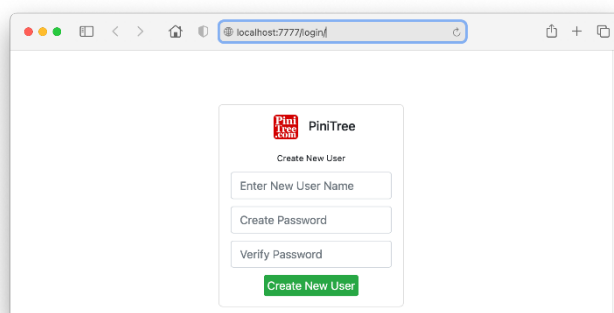 localhost:7777/login/
Pini
Tree
.com
PiniTree
Create New User
Enter New User Name
Create Password
Verify Password
Create New User